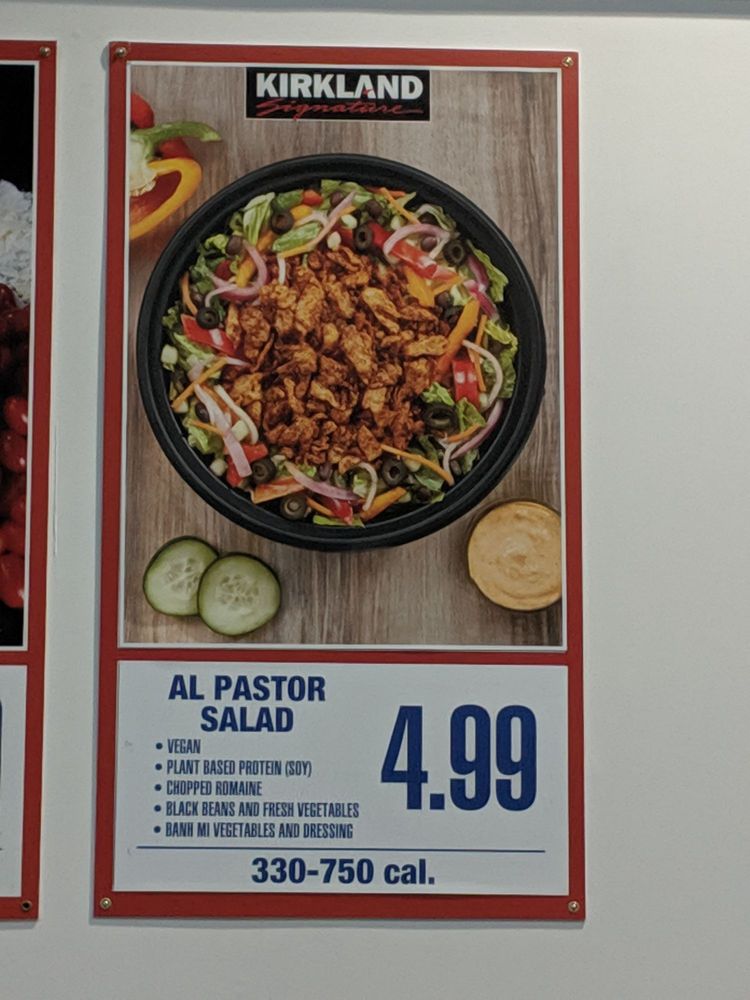 KIRKLAND
Signature
AL PASTOR
SALAD
• VEGAN
• PLANT BASED PROTEIN (SOY)
• CHOPPED ROMAINE
• BLACK BEANS AND FRESH VEGETABLES
• BANH MI VEGETABLES AND DRESSING
4.99
330-750 cal.